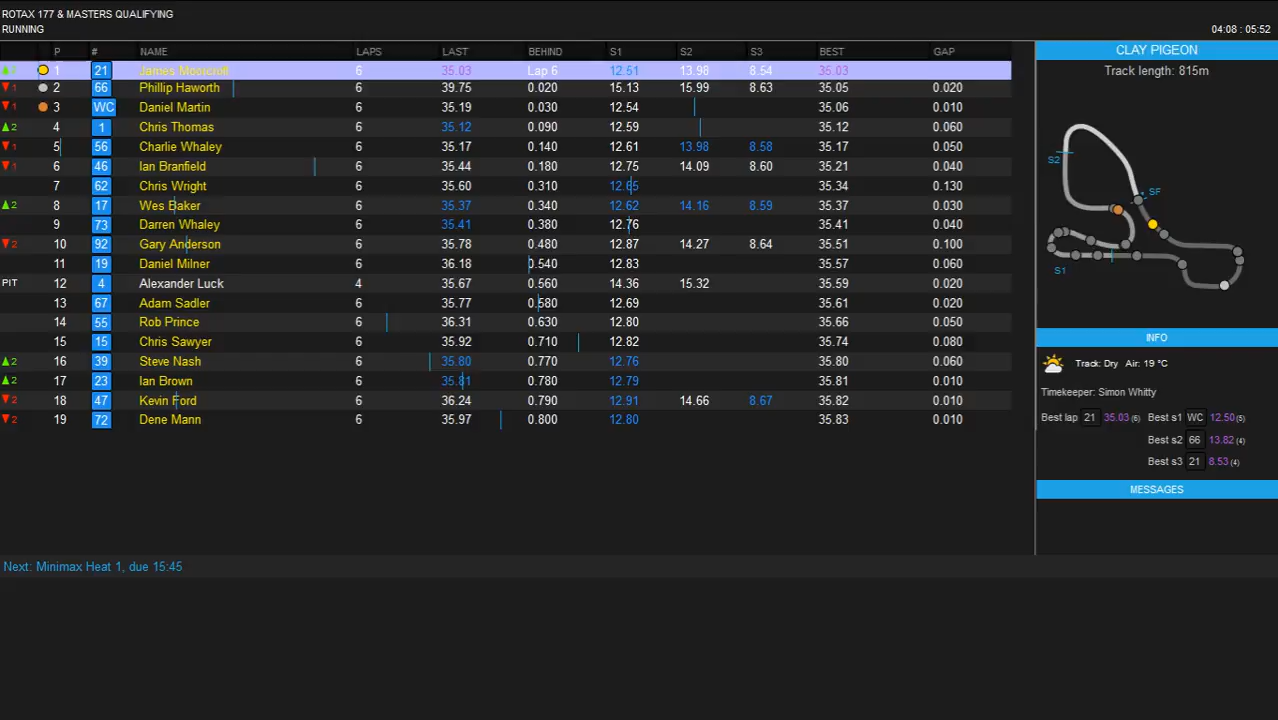 ROTAX 177 & MASTERS QUALIFYING
RUNNING
04:08 : 05:52
P # NAME LAPS LAST BEHIND S1 S2 S3 BEST GAP
1 21 James 6 35.03 Lap 6 12.51 13.98 8.54 35.03
1 2 66 Phillip Haworth 6 39.75 0.020 15.13 15.99 8.63 35.05 0.020
1 3 WC Daniel Martin 6 35.19 0.030 12.54 35.06 0.010
2 4 1 Chris Thomas 6 35.12 0.090 12.59 35.12 0.060
1 5 56 Charlie Whaley 6 35.17 0.140 12.61 13.98 8.58 35.17 0.050
1 6 46 Ian Branfield 6 35.44 0.180 12.75 14.09 8.60 35.21 0.040
7 62 Chris Wright 6 35.60 0.310 12.65 35.34 0.130
2 8 17 Wes Baker 6 35.37 0.340 12.62 14.16 8.59 35.37 0.030
9 73 Darren Whaley 6 35.41 0.380 12.76 35.41 0.040
2 10 92 Gary Anderson 6 35.78 0.480 12.87 14.27 8.64 35.51 0.100
11 19 Daniel Milner 6 36.18 0.540 12.83 35.57 0.060
PIT 12 4 Alexander Luck 4 35.67 0.560 14.36 15.32 35.59 0.020
13 67 Adam Sadler 6 35.77 0.580 12.69 35.61 0.020
14 55 Rob Prince 6 36.31 0.630 12.80 35.66 0.050
15 15 Chris Sawyer 6 35.92 0.710 12.82 35.74 0.080
2 16 39 Steve Nash 6 35.80 0.770 12.76 35.80 0.060
2 17 23 Ian Brown 6 35.81 0.780 12.79 35.81 0.010
2 18 47 Kevin Ford 6 36.24 0.790 12.91 14.66 8.67 35.82 0.010
2 19 72 Dene Mann 6 35.97 0.800 12.80 35.83 0.010
CLAY PIGEON
Track length: 815m
S2
SF
S1
INFO
Track: Dry Air: 19 °C
Timekeeper: Simon Whitty
Best lap 21 35.03 (6) Best s1 WC 12.50 (5)
Best s2 66 13.82 (4)
Best s3 21 8.53 (4)
MESSAGES
Next: Minimax Heat 1, due 15:45